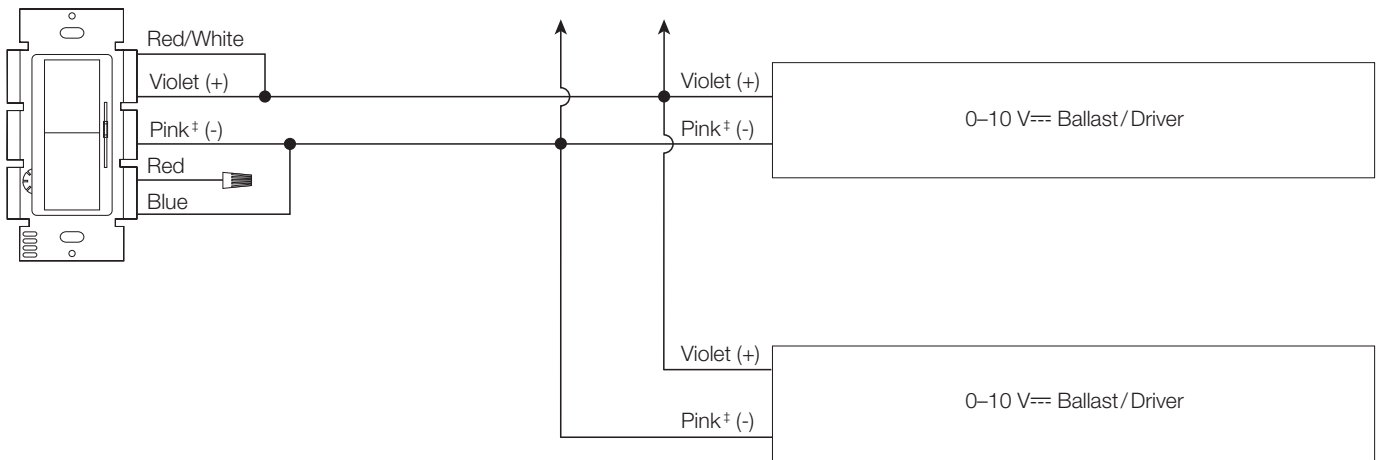 Red/White
Violet (+)
Pink‡ (-)
Red
Blue
Violet (+)
Pink‡ (-)
0–10 V⎓ Ballast/Driver
Violet (+)
Pink‡ (-)
0–10 V⎓ Ballast/Driver